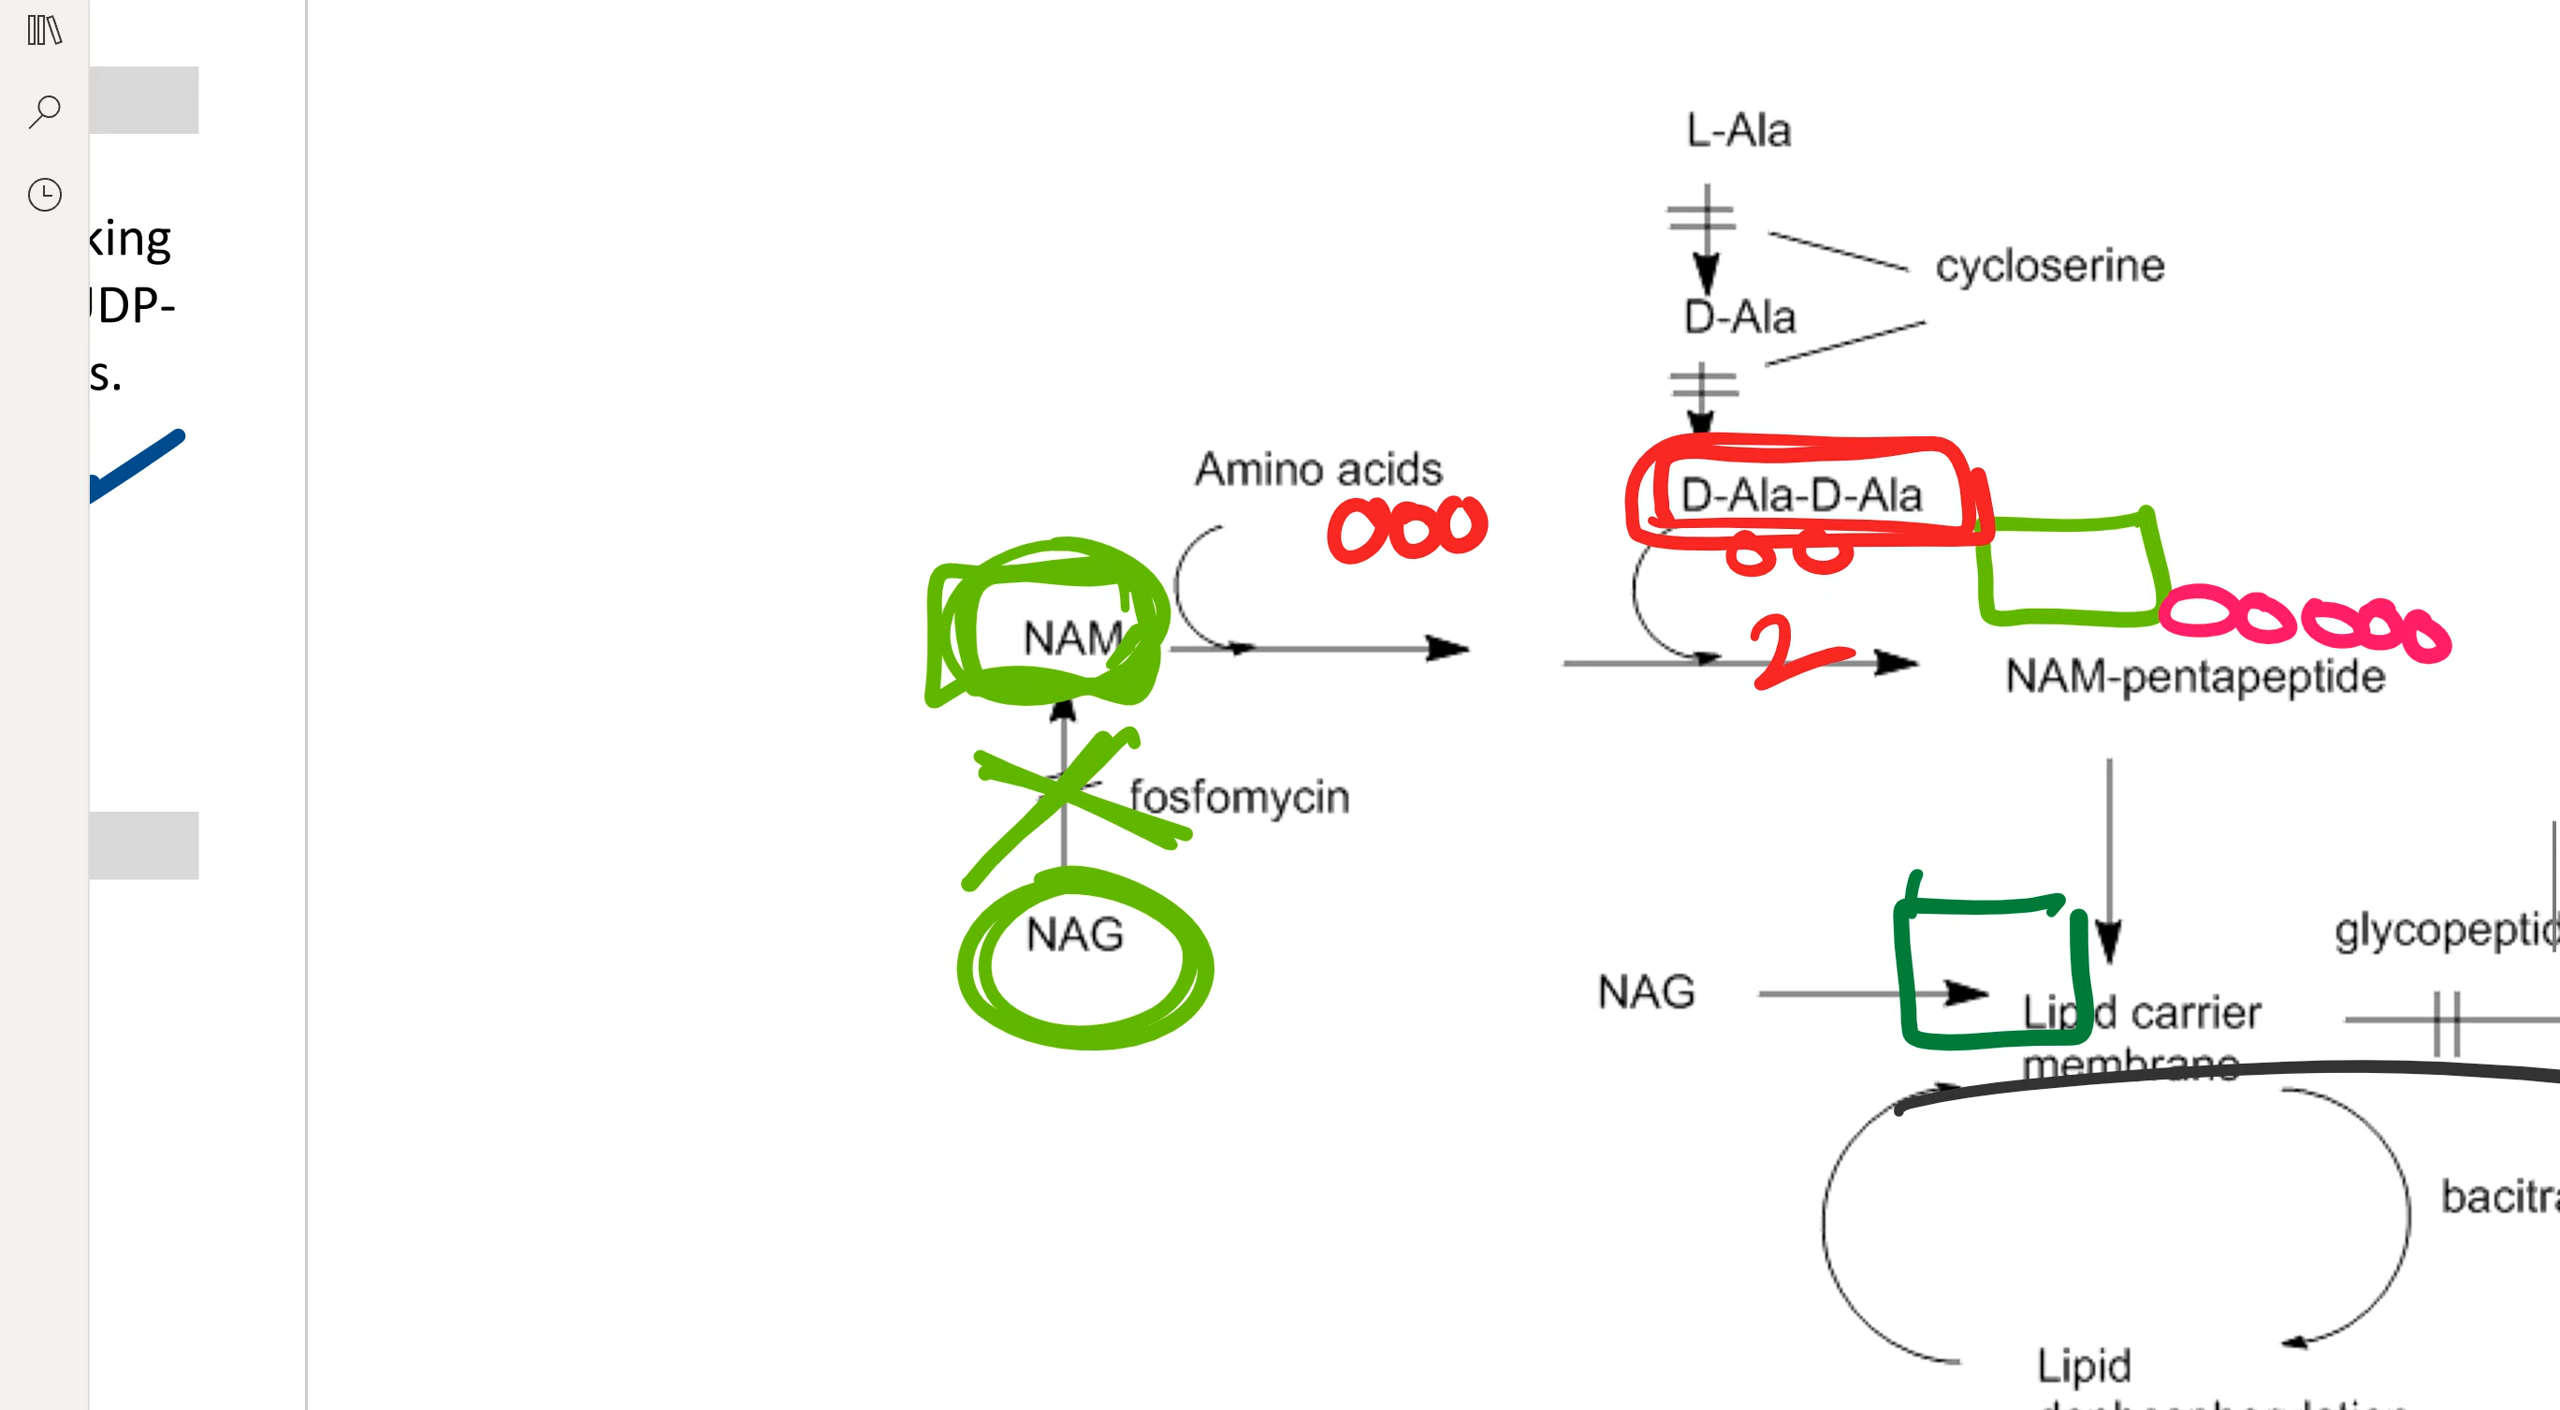 king
UDP-
s.
L-Ala
cycloserine
D-Ala
Amino acids
D-Ala-D-Ala
NAM
2
NAM-pentapeptide
fosfomycin
NAG
glycopeptid
NAG
Lipid carrier
membrane
bacitra
Lipid